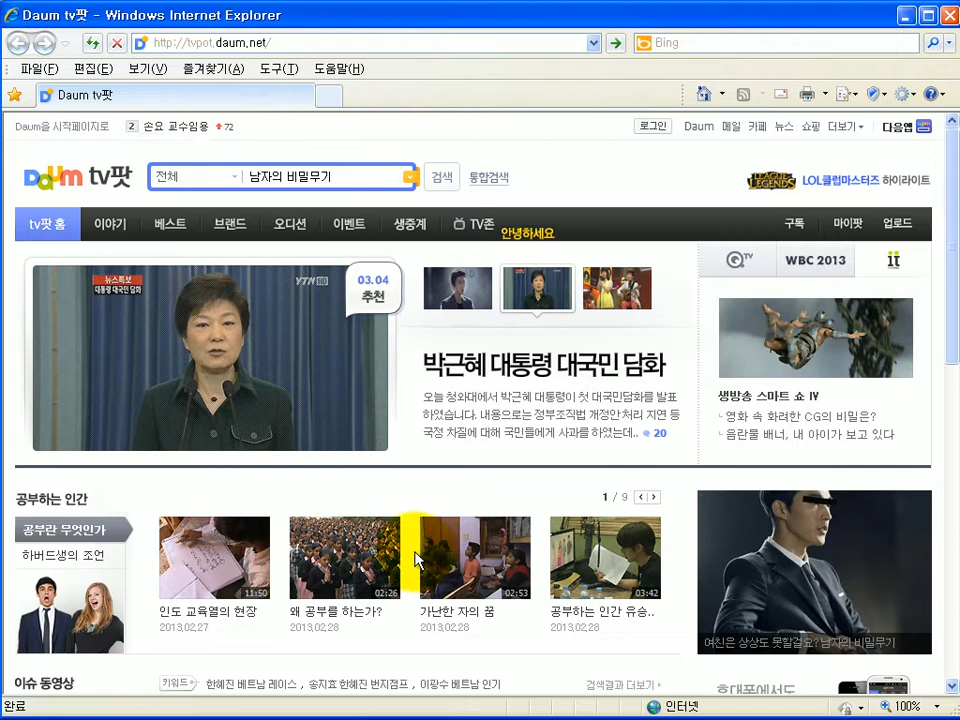 Daum tv팟 - Windows Internet Explorer
http://tvpot.daum.net/
Bing
파일(F) 편집(E) 보기(V) 즐겨찾기(A) 도구(T) 도움말(H)
Daum tv팟
Daum을 시작페이지로 2 손요 교수임용 72
로그인 Daum 메일 카페 뉴스 쇼핑 더보기 다음앱
Daum tv팟 전체 남자의 비밀무기 검색 통합검색
LEAGUE LEGENDS LOL클럽마스터즈 하이라이트
tv팟 홈 이야기 베스트 브랜드 오디션 이벤트 생중계 TV존 구독 마이팟 업로드
안녕하세요
뉴스특보
대통령 대국민 담화
YTN HD
03.04
추천
박근혜 대통령 대국민 담화
오늘 청와대에서 박근혜 대통령이 첫 대국민담화를 발표
하였습니다. 내용으로는 정부조직법 개정안 처리 지연 등
국정 차질에 대해 국민들에게 사과를 하였는데.. 20
QTV WBC 2013 it
생방송 스마트 쇼 IV
영화 속 화려한 CG의 비밀은?
음란물 배너, 내 아이가 보고 있다
공부하는 인간
1 / 9
공부란 무엇인가
하버드생의 조언
11:50
인도 교육열의 현장
2013.02.27
02:26
왜 공부를 하는가?
2013.02.28
02:53
가난한 자의 꿈
2013.02.28
03:42
공부하는 인간 유승..
2013.02.28
여친은 상상도 못할걸요? 남자의 비밀무기
이슈 동영상
키워드 한혜진 베트남 레이스 , 송지효 한혜진 번지점프 , 이광수 베트남 인기
검색결과 더보기
휴대폰에서도
완료 인터넷 100%